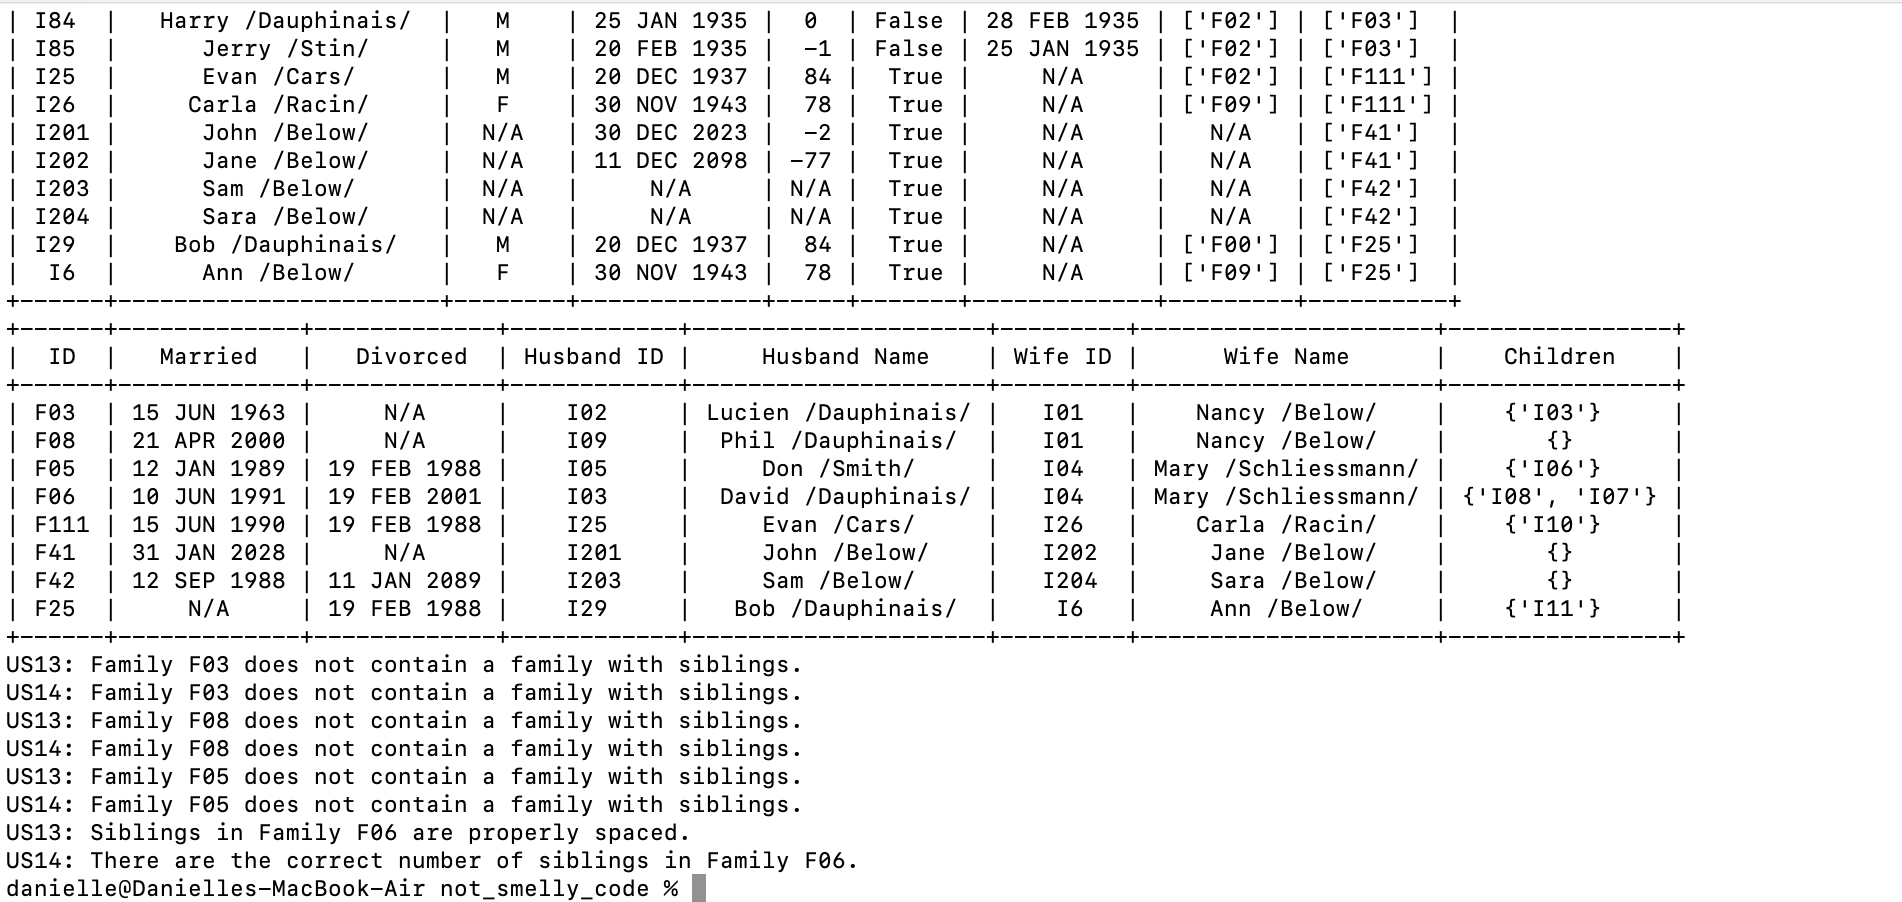 | I84  |   Harry /Dauphinais/  |   M    | 25 JAN 1935 |  0  | False | 28 FEB 1935 | ['F02'] | ['F03']  |
| I85  |      Jerry /Stin/     |   M    | 20 FEB 1935 |  -1 | False | 25 JAN 1935 | ['F02'] | ['F03']  |
| I25  |      Evan /Cars/      |   M    | 20 DEC 1937 |  84 |  True |     N/A     | ['F02'] | ['F111'] |
| I26  |     Carla /Racin/     |   F    | 30 NOV 1943 |  78 |  True |     N/A     | ['F09'] | ['F111'] |
| I201 |      John /Below/     |  N/A   | 30 DEC 2023 |  -2 |  True |     N/A     |   N/A   | ['F41']  |
| I202 |      Jane /Below/     |  N/A   | 11 DEC 2098 | -77 |  True |     N/A     |   N/A   | ['F41']  |
| I203 |      Sam /Below/      |  N/A   |     N/A     | N/A |  True |     N/A     |   N/A   | ['F42']  |
| I204 |      Sara /Below/     |  N/A   |     N/A     | N/A |  True |     N/A     |   N/A   | ['F42']  |
| I29  |    Bob /Dauphinais/   |   M    | 20 DEC 1937 |  84 |  True |     N/A     | ['F00'] | ['F25']  |
|  I6  |      Ann /Below/      |   F    | 30 NOV 1943 |  78 |  True |     N/A     | ['F09'] | ['F25']  |
+------+-----------------------+--------+-------------+-----+-------+-------------+---------+----------+
+------+-------------+-------------+------------+---------------------+---------+---------------------+----------------+
|  ID  |   Married   |   Divorced  | Husband ID |     Husband Name    | Wife ID |      Wife Name      |    Children    |
+------+-------------+-------------+------------+---------------------+---------+---------------------+----------------+
| F03  | 15 JUN 1963 |     N/A     |    I02     | Lucien /Dauphinais/ |   I01   |    Nancy /Below/    |    {'I03'}     |
| F08  | 21 APR 2000 |     N/A     |    I09     |  Phil /Dauphinais/  |   I01   |    Nancy /Below/    |       {}       |
| F05  | 12 JAN 1989 | 19 FEB 1988 |    I05     |     Don /Smith/     |   I04   | Mary /Schliessmann/ |    {'I06'}     |
| F06  | 10 JUN 1991 | 19 FEB 2001 |    I03     |  David /Dauphinais/ |   I04   | Mary /Schliessmann/ | {'I08', 'I07'} |
| F111 | 15 JUN 1990 | 19 FEB 1988 |    I25     |     Evan /Cars/     |   I26   |    Carla /Racin/    |    {'I10'}     |
| F41  | 31 JAN 2028 |     N/A     |    I201    |     John /Below/    |   I202  |     Jane /Below/    |       {}       |
| F42  | 12 SEP 1988 | 11 JAN 2089 |    I203    |     Sam /Below/     |   I204  |     Sara /Below/    |       {}       |
| F25  |     N/A     | 19 FEB 1988 |    I29     |   Bob /Dauphinais/  |    I6   |     Ann /Below/     |    {'I11'}     |
+------+-------------+-------------+------------+---------------------+---------+---------------------+----------------+
US13: Family F03 does not contain a family with siblings.
US14: Family F03 does not contain a family with siblings.
US13: Family F08 does not contain a family with siblings.
US14: Family F08 does not contain a family with siblings.
US13: Family F05 does not contain a family with siblings.
US14: Family F05 does not contain a family with siblings.
US13: Siblings in Family F06 are properly spaced.
US14: There are the correct number of siblings in Family F06.
danielle@Danielles-MacBook-Air not_smelly_code %